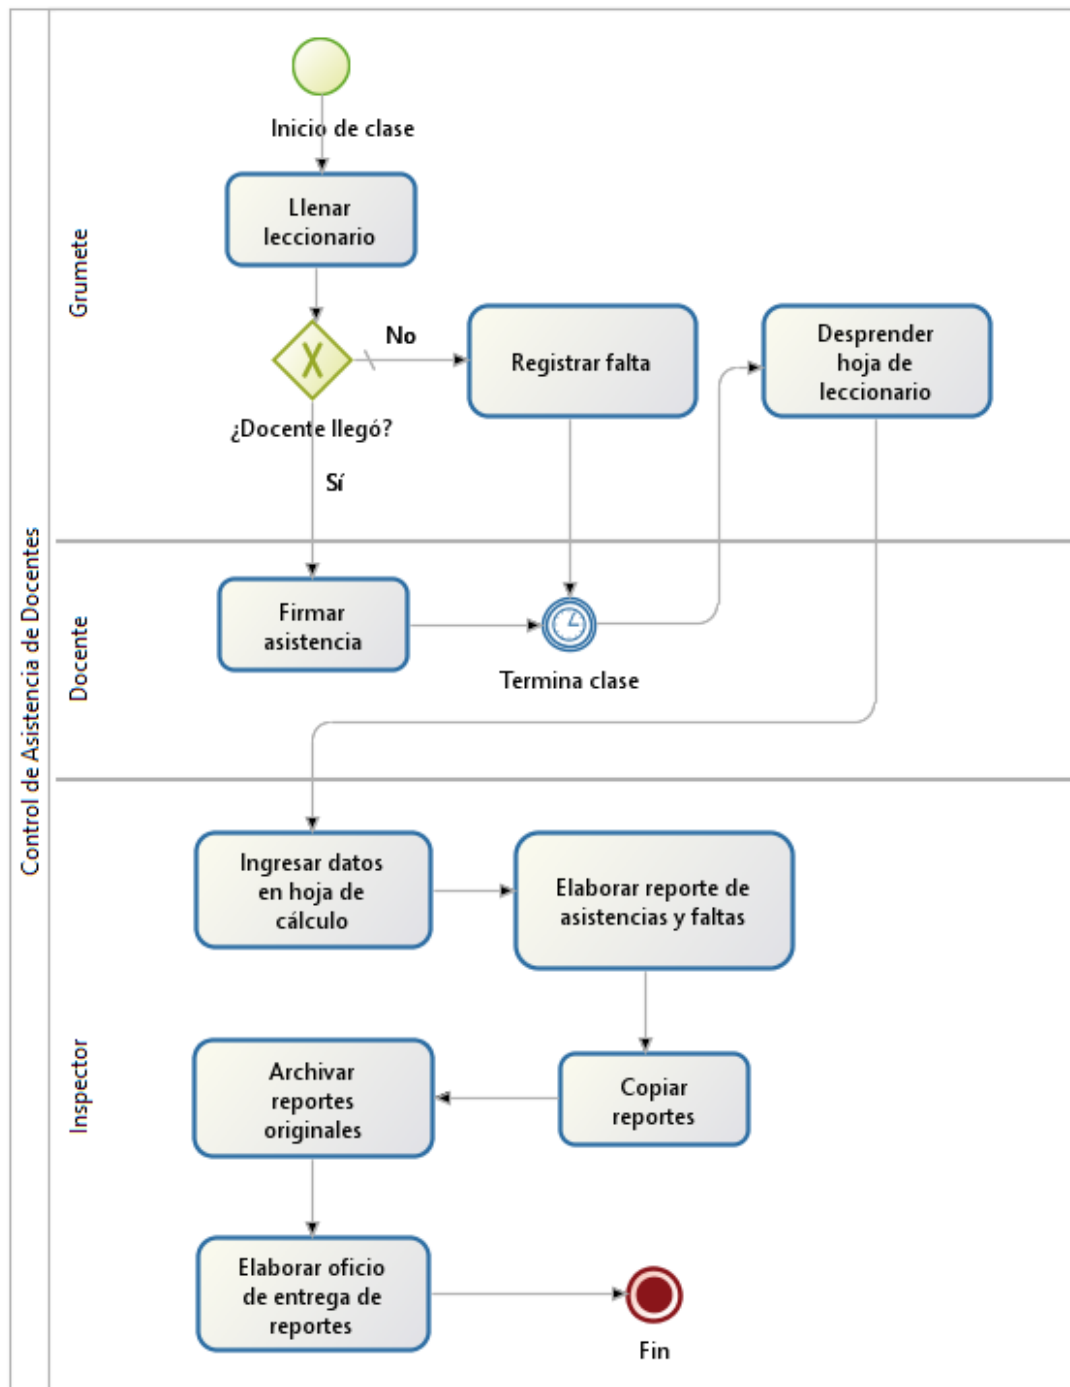 Control de Asistencia de Docentes
Grumete
Inicio de clase
Llenar
leccionario
¿Docente llegó?
No
Sí
Registrar falta
Desprender
hoja de
leccionario
Docente
Firmar
asistencia
Termina clase
Inspector
Ingresar datos
en hoja de
cálculo
Elaborar reporte de
asistencias y faltas
Copiar
reportes
Archivar
reportes
originales
Elaborar oficio
de entrega de
reportes
Fin